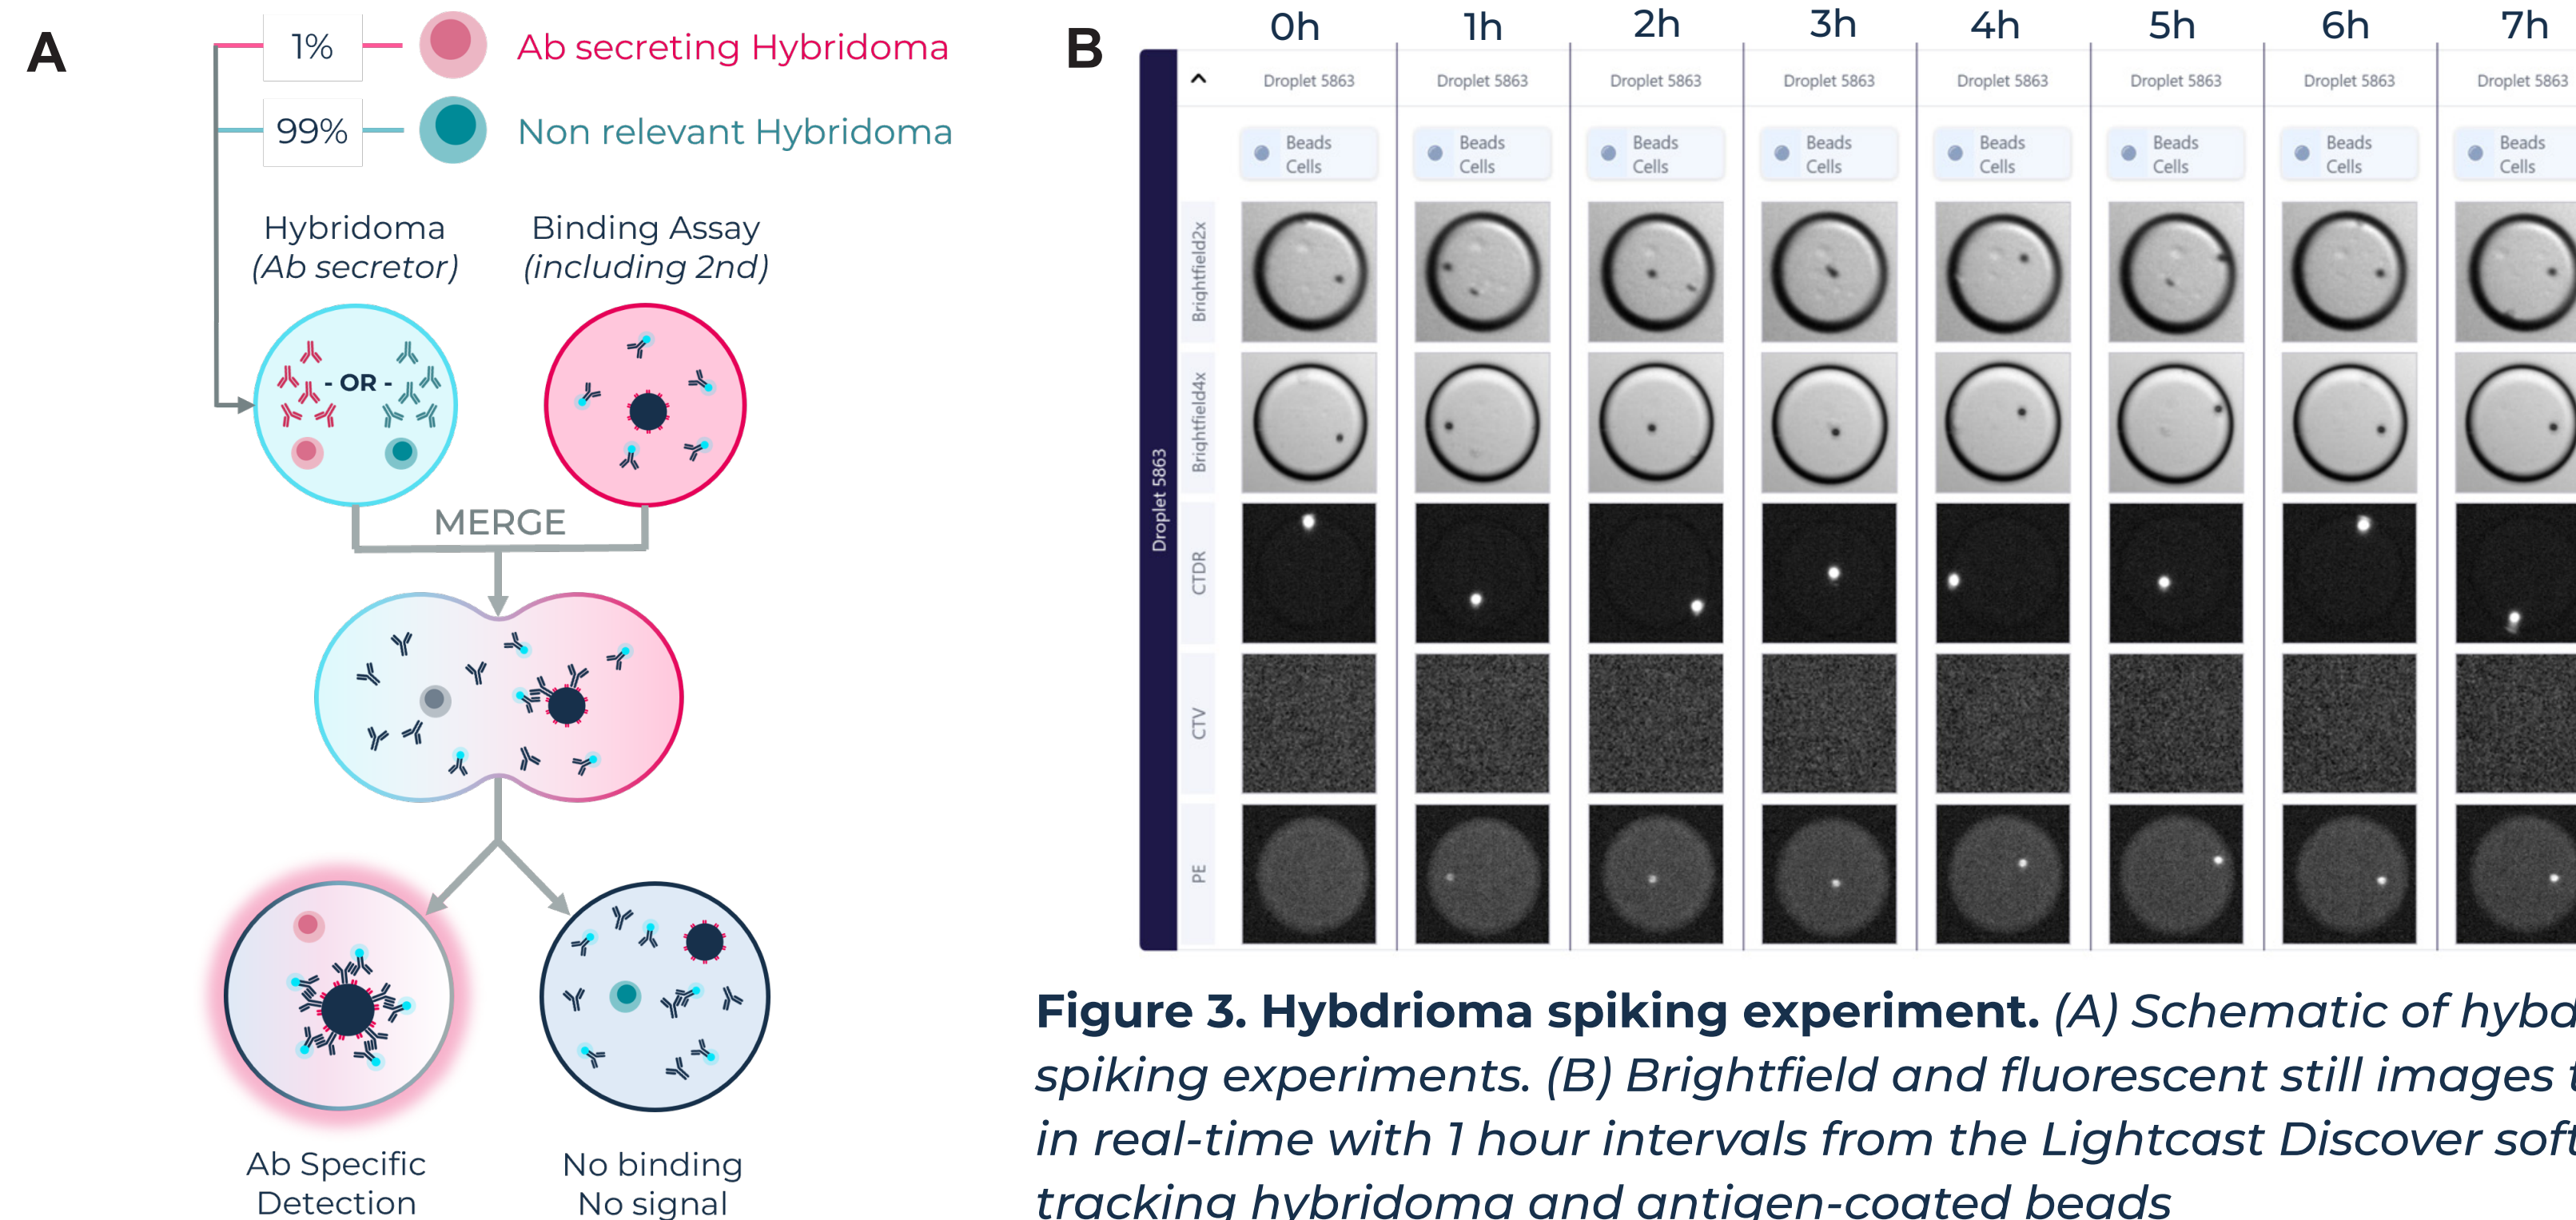 A
1%
Ab secreting Hybridoma
99%
Non relevant Hybridoma
Hybridoma
(Ab secretor)
Binding Assay
(including 2nd)
- OR -
MERGE
Ab Specific
Detection
No binding
No signal
B
0h 1h 2h 3h 4h 5h 6h 7h
Droplet 5863 Droplet 5863 Droplet 5863 Droplet 5863 Droplet 5863 Droplet 5863 Droplet 5863 Droplet 5863
Beads Beads Beads Beads Beads Beads Beads Beads
Cells Cells Cells Cells Cells Cells Cells Cells
Droplet 5863
Brightfield2x
Brightfield4x
CTDR
CTV
PE
Figure 3. Hybdrioma spiking experiment. (A) Schematic of hybd
spiking experiments. (B) Brightfield and fluorescent still images t
in real-time with 1 hour intervals from the Lightcast Discover soft
tracking hybridoma and antigen-coated beads